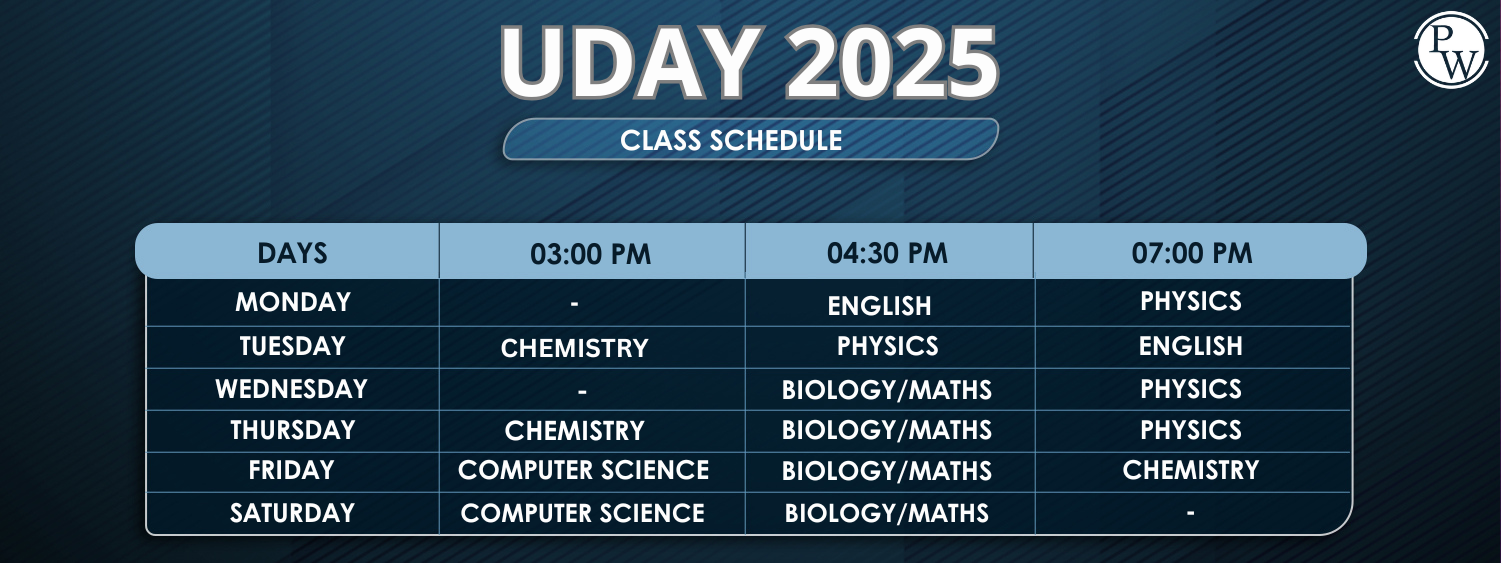 UDAY 2025
PW
CLASS SCHEDULE
DAYS 03:00 PM 04:30 PM 07:00 PM
MONDAY - ENGLISH PHYSICS
TUESDAY CHEMISTRY PHYSICS ENGLISH
WEDNESDAY - BIOLOGY/MATHS PHYSICS
THURSDAY CHEMISTRY BIOLOGY/MATHS PHYSICS
FRIDAY COMPUTER SCIENCE BIOLOGY/MATHS CHEMISTRY
SATURDAY COMPUTER SCIENCE BIOLOGY/MATHS -